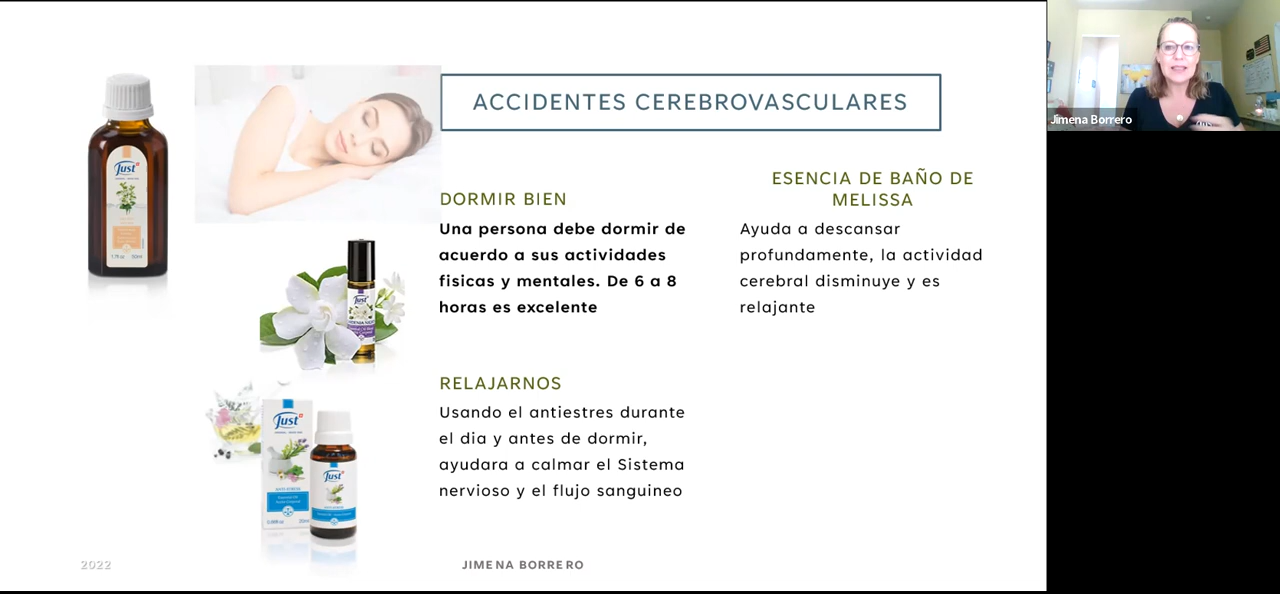 ACCIDENTES CEREBROVASCULARES
DORMIR BIEN
Una persona debe dormir de
acuerdo a sus actividades
fisicas y mentales. De 6 a 8
horas es excelente
ESENCIA DE BAÑO DE
MELISSA
Ayuda a descansar
profundamente, la actividad
cerebral disminuye y es
relajante
RELAJARNOS
Usando el antiestres durante
el dia y antes de dormir,
ayudara a calmar el Sistema
nervioso y el flujo sanguineo
Just
Just
Just
ANTI STRESS
Just
2022
JIMENA BORRERO
Jimena Borrero